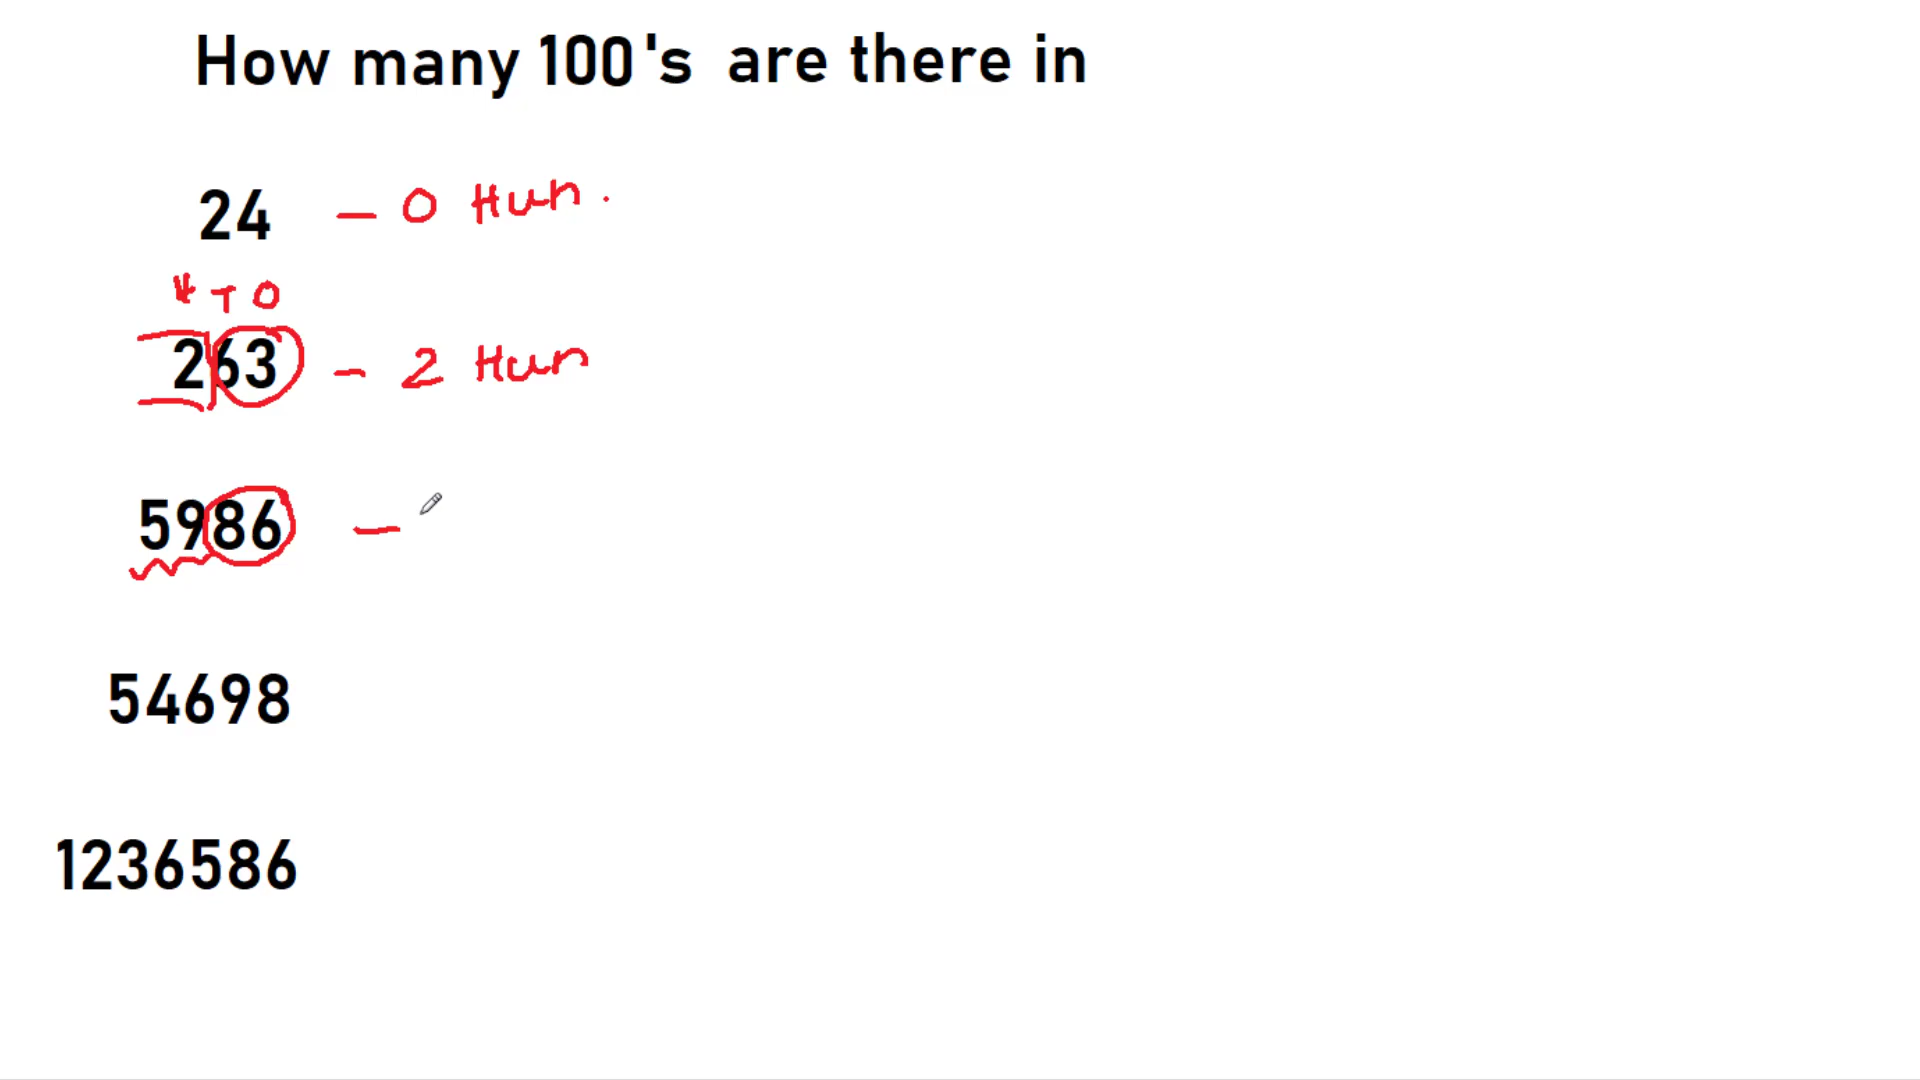 How many 100's are there in
24 - 0 Hun.
H T O
263 - 2 Hun
5986 -
54698
1236586